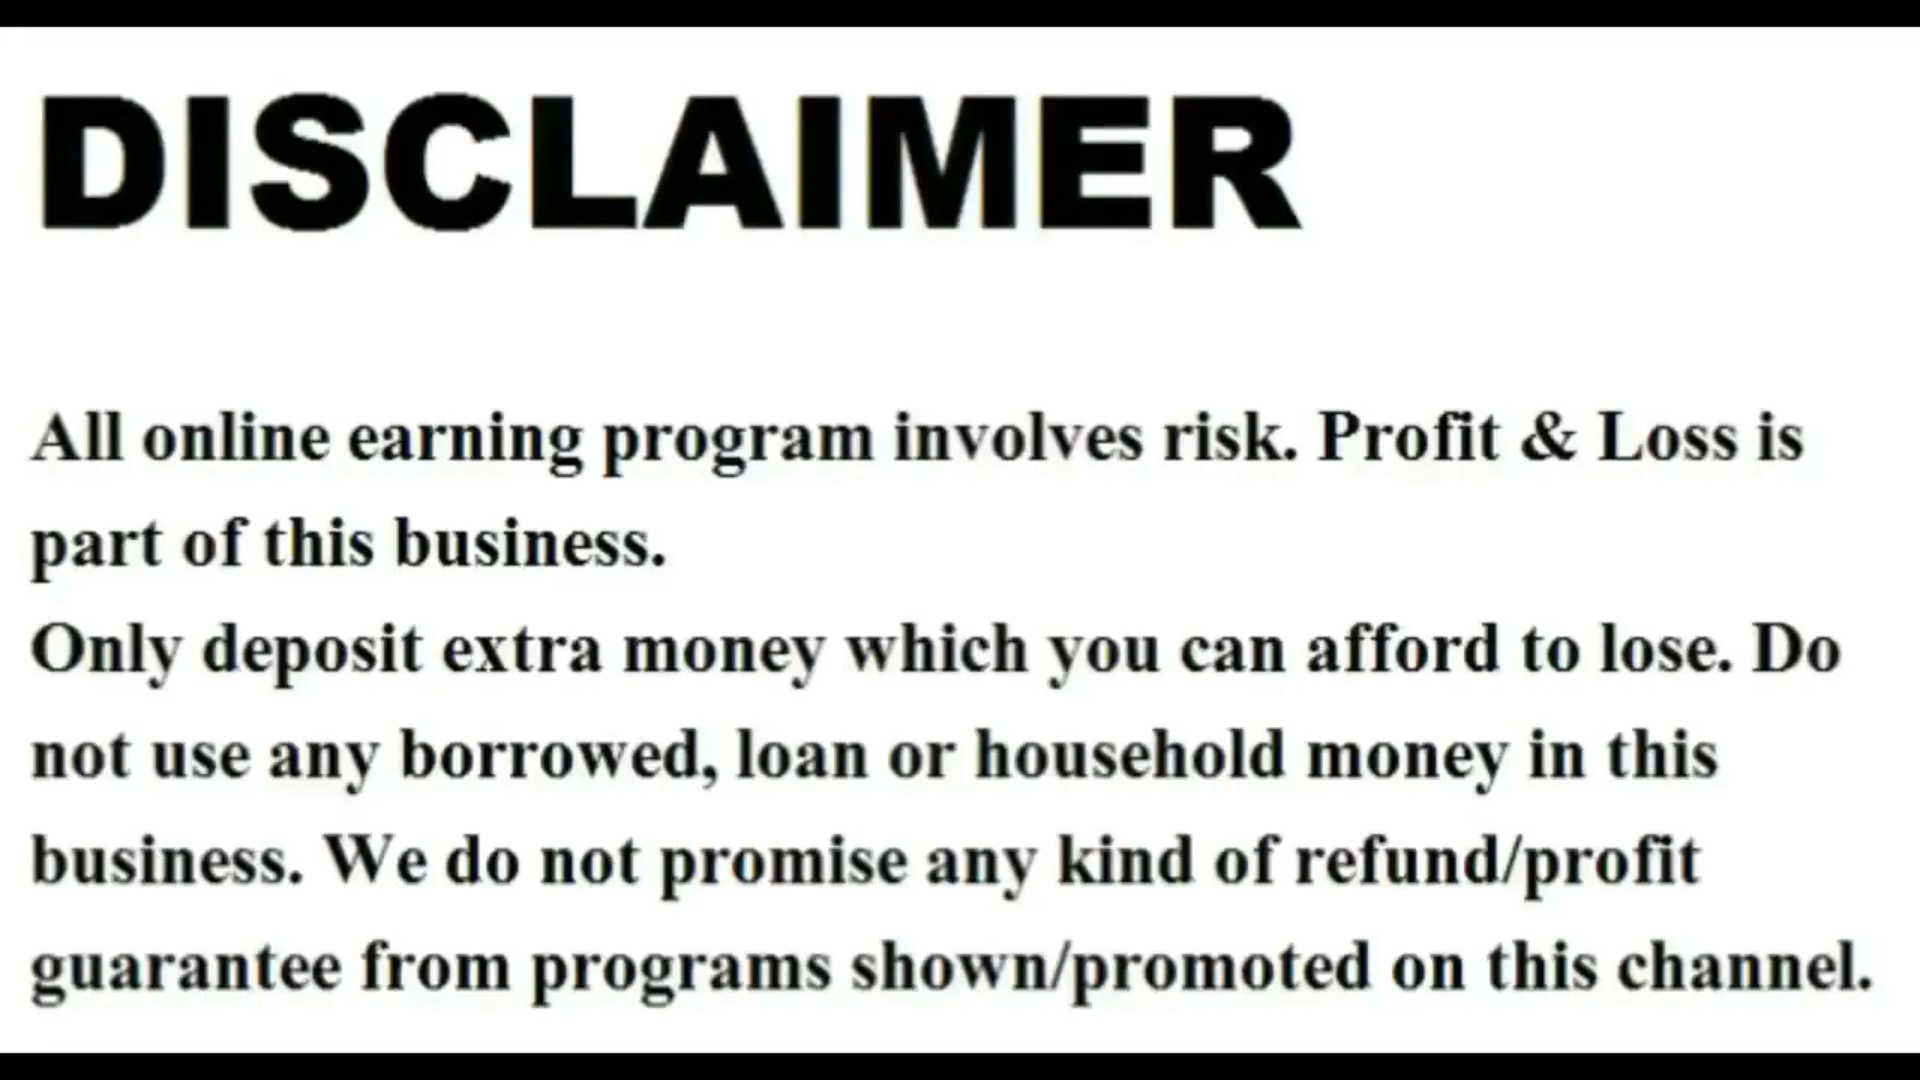 DISCLAIMER
All online earning program involves risk. Profit & Loss is
part of this business.
Only deposit extra money which you can afford to lose. Do
not use any borrowed, loan or household money in this
business. We do not promise any kind of refund/profit
guarantee from programs shown/promoted on this channel.